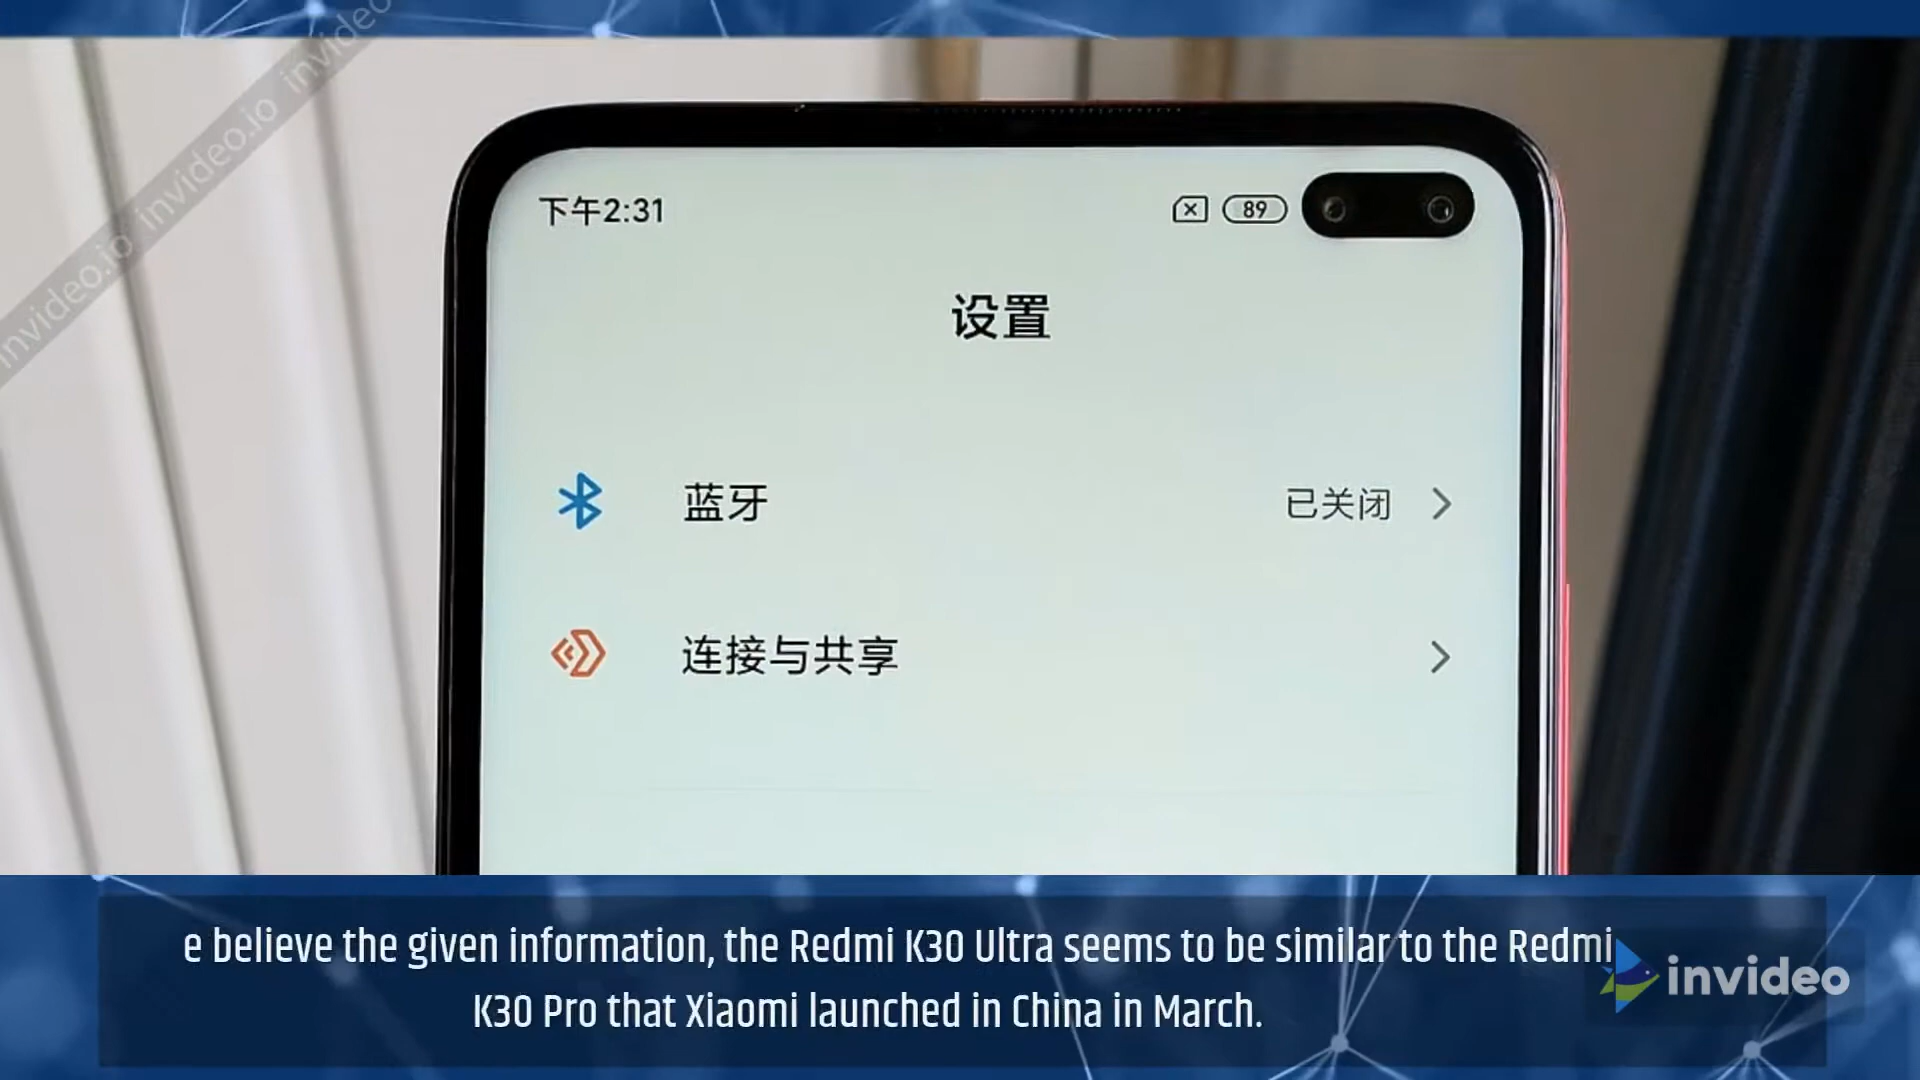 invideo.io invideo.io invideo
下午2:31
89
设置
蓝牙
已关闭
连接与共享
e believe the given information, the Redmi K30 Ultra seems to be similar to the Redmi
K30 Pro that Xiaomi launched in China in March.
invideo